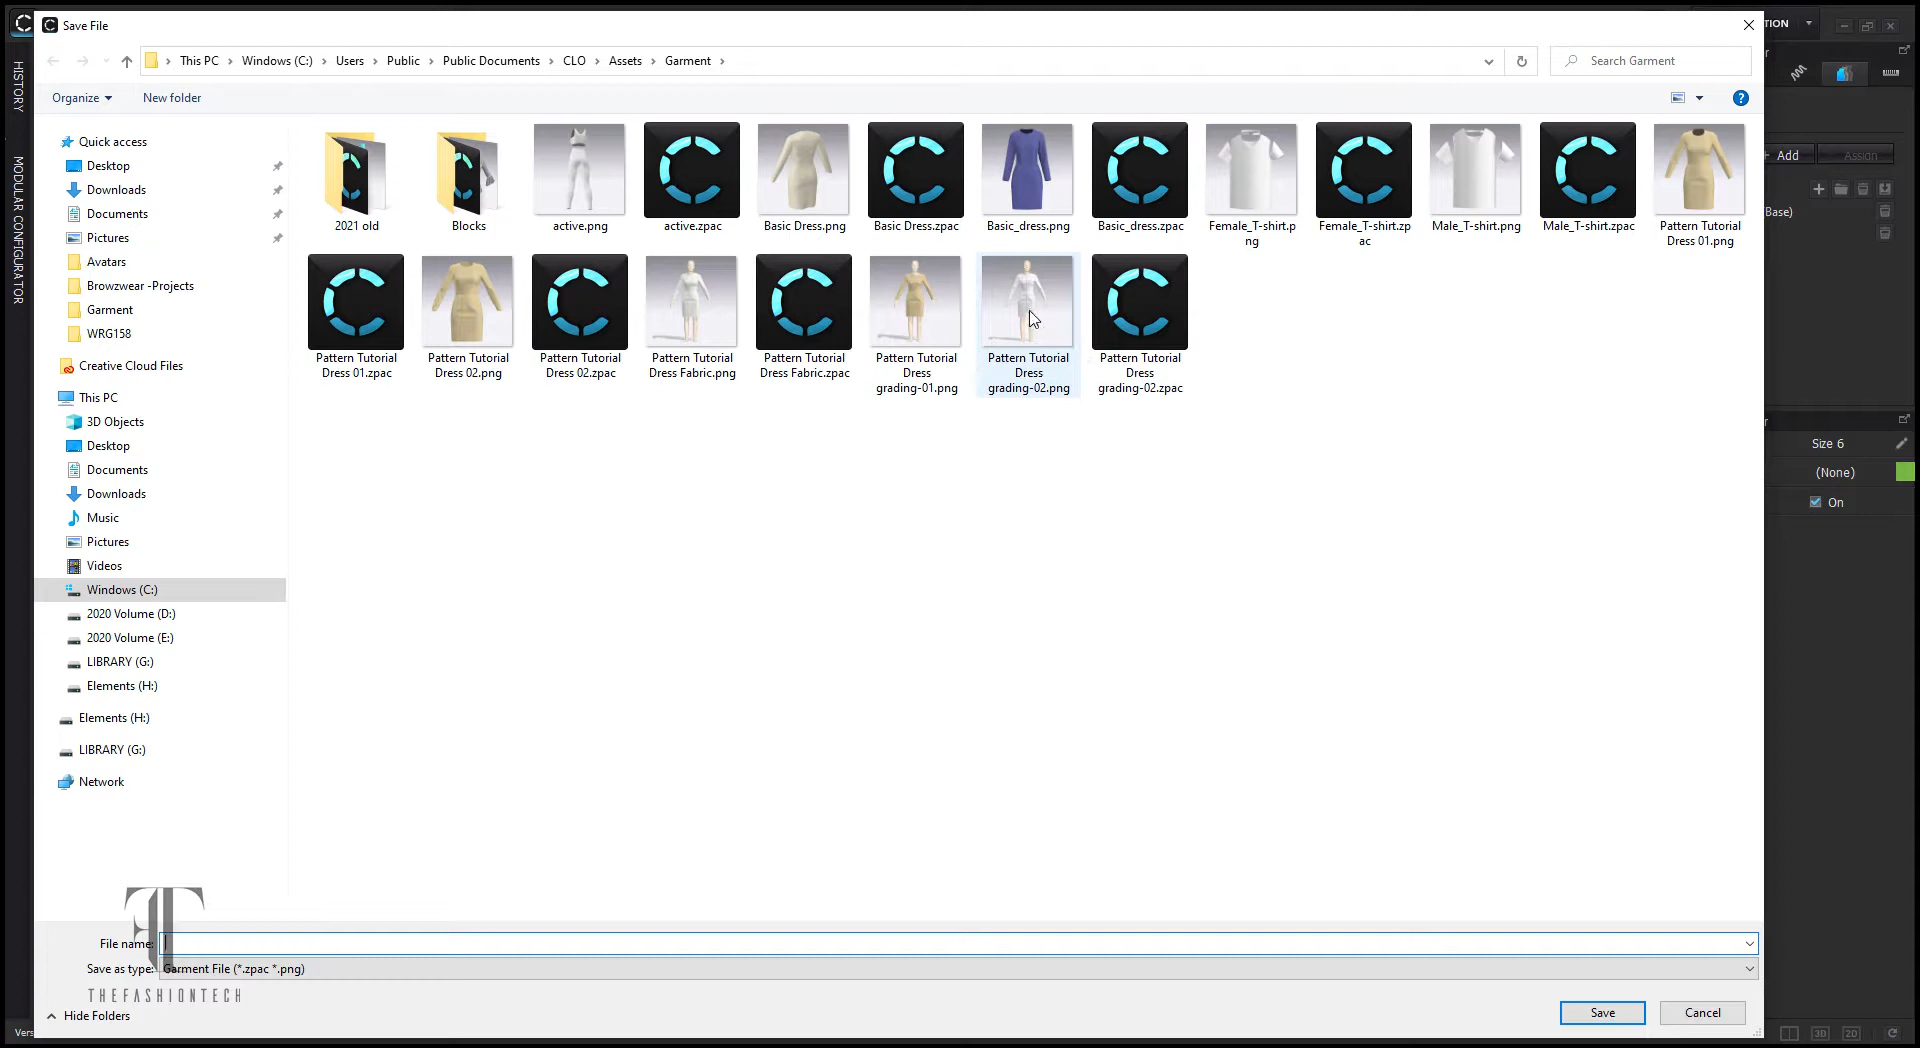 Save File
TION
This PC > Windows (C:) > Users > Public > Public Documents > CLO > Assets > Garment >
Search Garment
Organize
New folder
HISTORY
MODULAR CONFIGURATOR
Quick access
Desktop
Downloads
Documents
Pictures
Avatars
Browzwear -Projects
Garment
WRG158
Creative Cloud Files
This PC
3D Objects
Desktop
Documents
Downloads
Music
Pictures
Videos
Windows (C:)
2020 Volume (D:)
2020 Volume (E:)
LIBRARY (G:)
Elements (H:)
Elements (H:)
LIBRARY (G:)
Network
2021 old
Blocks
active.png
active.zpac
Basic Dress.png
Basic Dress.zpac
Basic_dress.png
Basic_dress.zpac
Female_T-shirt.p
ng
Female_T-shirt.zp
ac
Male_T-shirt.png
Male_T-shirt.zpac
Pattern Tutorial
Dress 01.png
Pattern Tutorial
Dress 01.zpac
Pattern Tutorial
Dress 02.png
Pattern Tutorial
Dress 02.zpac
Pattern Tutorial
Dress Fabric.png
Pattern Tutorial
Dress Fabric.zpac
Pattern Tutorial
Dress
grading-01.png
Pattern Tutorial
Dress
grading-02.png
Pattern Tutorial
Dress
grading-02.zpac
+ Add
Assign
Base)
r
r
Size 6
(None)
On
File name:
Save as type: Garment File (*.zpac *.png)
THEFASHIONTECH
Hide Folders
Save
Cancel
Vers
3D
2D